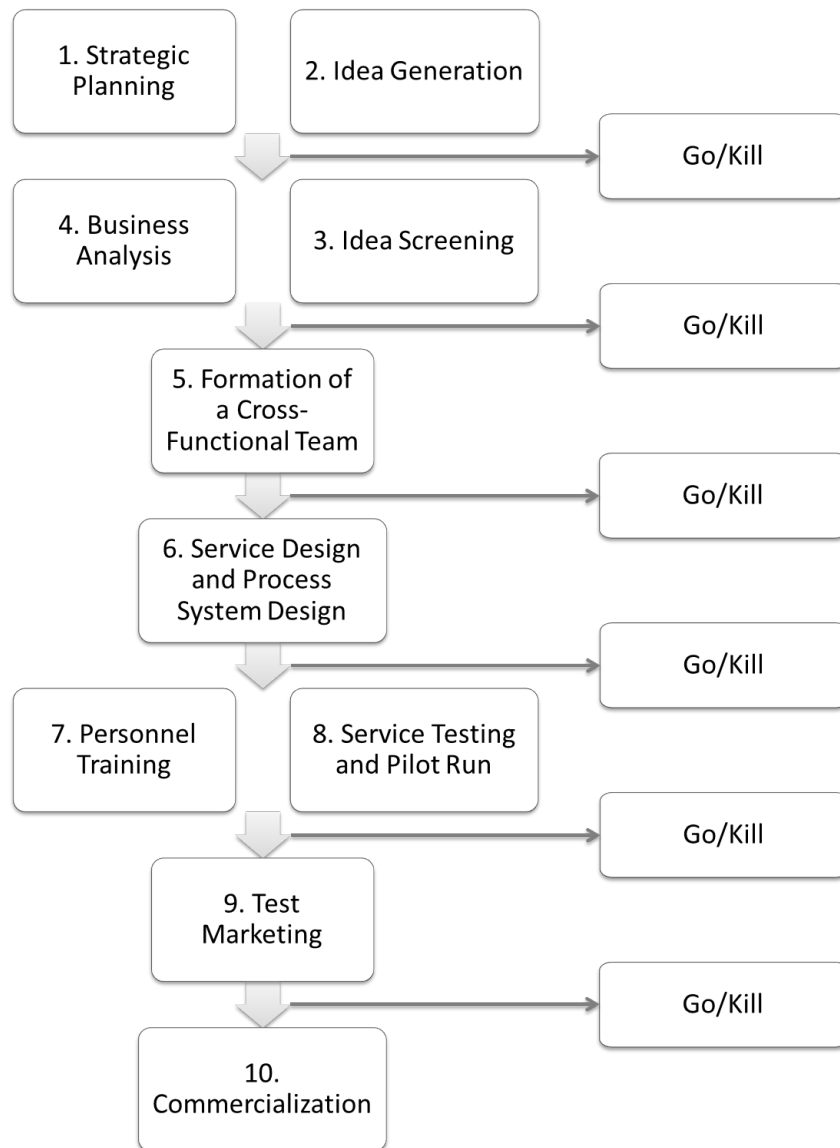 1. Strategic
Planning
2. Idea Generation
Go/Kill
4. Business
Analysis
3. Idea Screening
Go/Kill
5. Formation of
a Cross-
Functional Team
Go/Kill
6. Service Design
and Process
System Design
Go/Kill
7. Personnel
Training
8. Service Testing
and Pilot Run
Go/Kill
9. Test
Marketing
Go/Kill
10.
Commercialization